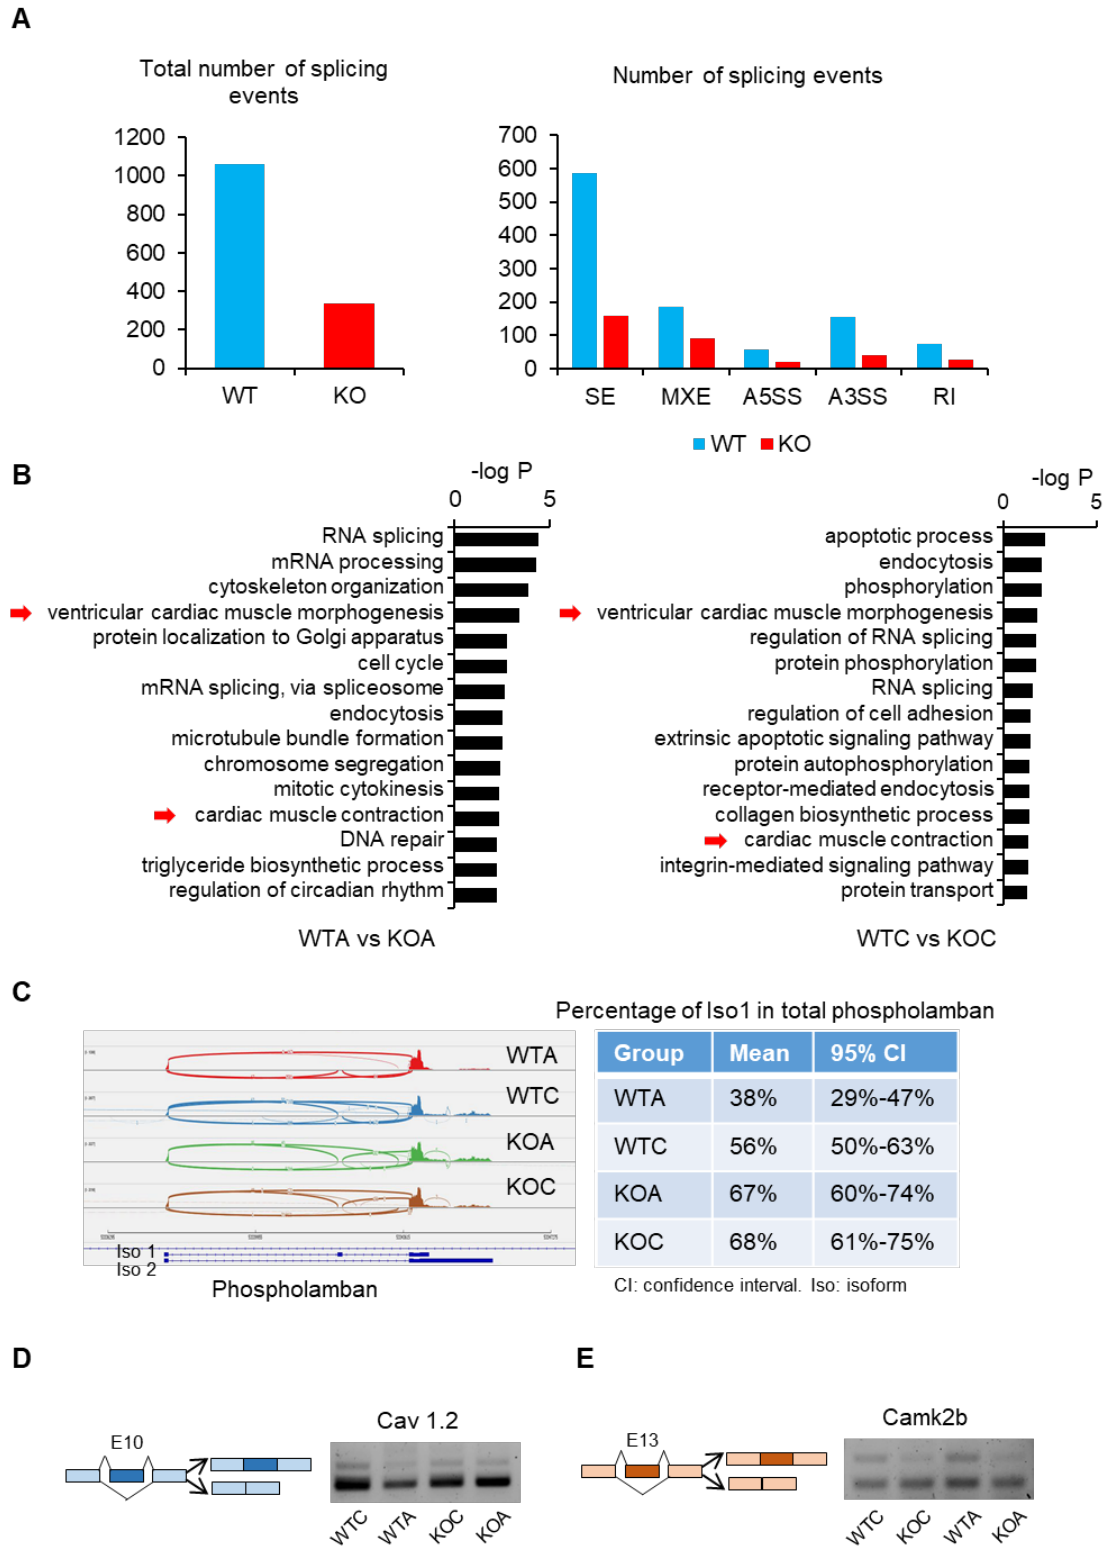 A
Total number of splicing
events
1200
1000
800
600
400
200
0
WT
KO
Number of splicing events
700
600
500
400
300
200
100
0
SE
MXE
A5SS
A3SS
RI
WT
KO
B
-log P
0
5
RNA splicing
mRNA processing
cytoskeleton organization
ventricular cardiac muscle morphogenesis
protein localization to Golgi apparatus
cell cycle
mRNA splicing, via spliceosome
endocytosis
microtubule bundle formation
chromosome segregation
mitotic cytokinesis
cardiac muscle contraction
DNA repair
triglyceride biosynthetic process
regulation of circadian rhythm
WTA vs KOA
-log P
0
5
apoptotic process
endocytosis
phosphorylation
ventricular cardiac muscle morphogenesis
regulation of RNA splicing
protein phosphorylation
RNA splicing
regulation of cell adhesion
extrinsic apoptotic signaling pathway
protein autophosphorylation
receptor-mediated endocytosis
collagen biosynthetic process
cardiac muscle contraction
integrin-mediated signaling pathway
protein transport
WTC vs KOC
C
WTA
WTC
KOA
KOC
Iso 1
Iso 2
Phospholamban
Percentage of Iso1 in total phospholamban
Group Mean 95% CI
WTA 38% 29%-47%
WTC 56% 50%-63%
KOA 67% 60%-74%
KOC 68% 61%-75%
CI: confidence interval. Iso: isoform
D
E10
Cav 1.2
WTC
WTA
KOC
KOA
E
E13
Camk2b
WTC
KOC
WTA
KOA